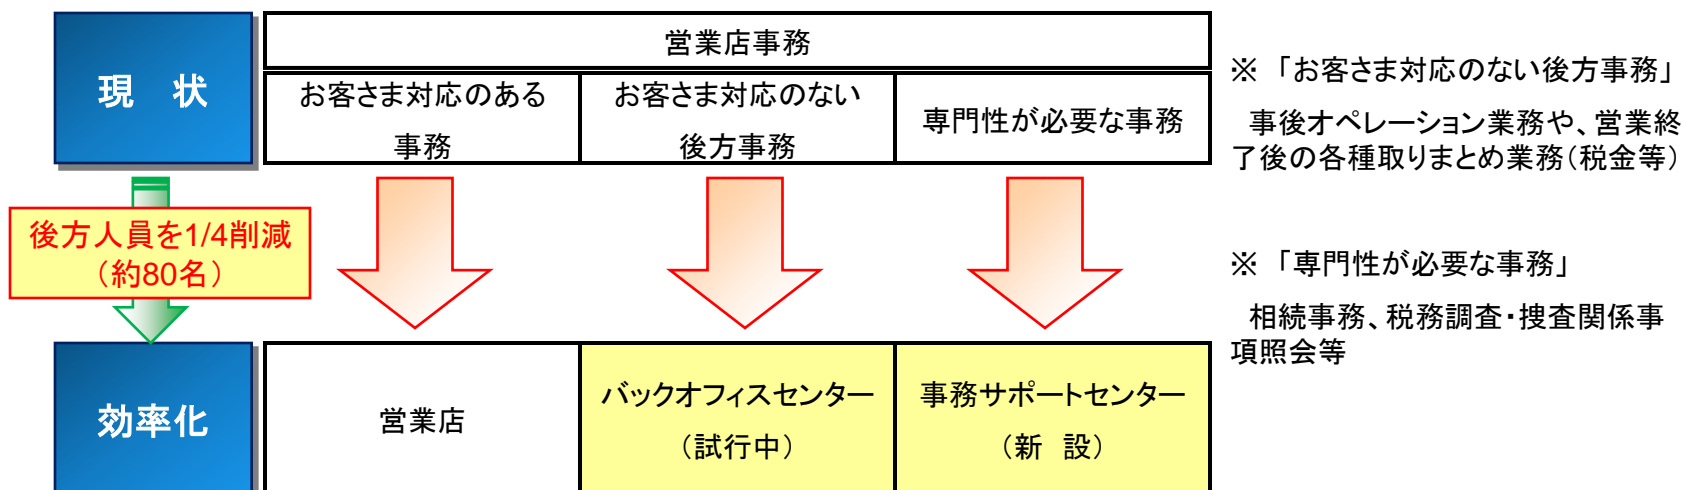 現　状
営業店事務
お客さま対応のある
事務
お客さま対応のない
後方事務
専門性が必要な事務
後方人員を1/4削減
（約80名）
効率化
営業店
バックオフィスセンター
（試行中）
事務サポートセンター
（新　設）
※ 「お客さま対応のない後方事務」
事後オペレーション業務や、営業終
了後の各種取りまとめ業務（税金等）
※ 「専門性が必要な事務」
相続事務、税務調査・捜査関係事
項照会等